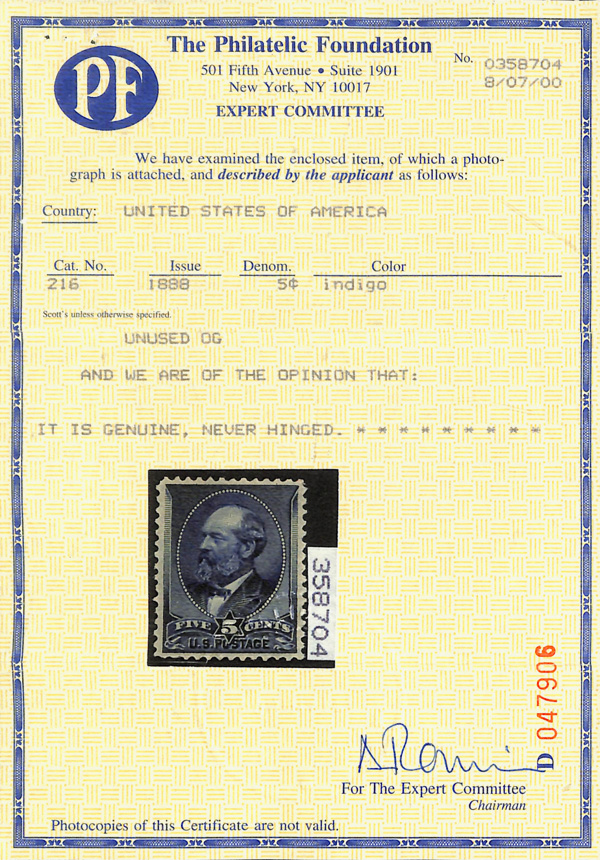 PF
The Philatelic Foundation
501 Fifth Avenue • Suite 1901
New York, NY 10017
EXPERT COMMITTEE
No. 0358704
8/07/00
We have examined the enclosed item, of which a photo-
graph is attached, and described by the applicant as follows:
Country: UNITED STATES OF AMERICA
Cat. No. Issue Denom. Color
216 1888 5¢ indigo
Scott's unless otherwise specified.
UNUSED OG
AND WE ARE OF THE OPINION THAT:
IT IS GENUINE, NEVER HINGED. * * * * * * * * *
FIVE 5 CENTS
U.S. POSTAGE
358704
D 047906
For The Expert Committee
Chairman
Photocopies of this Certificate are not valid.